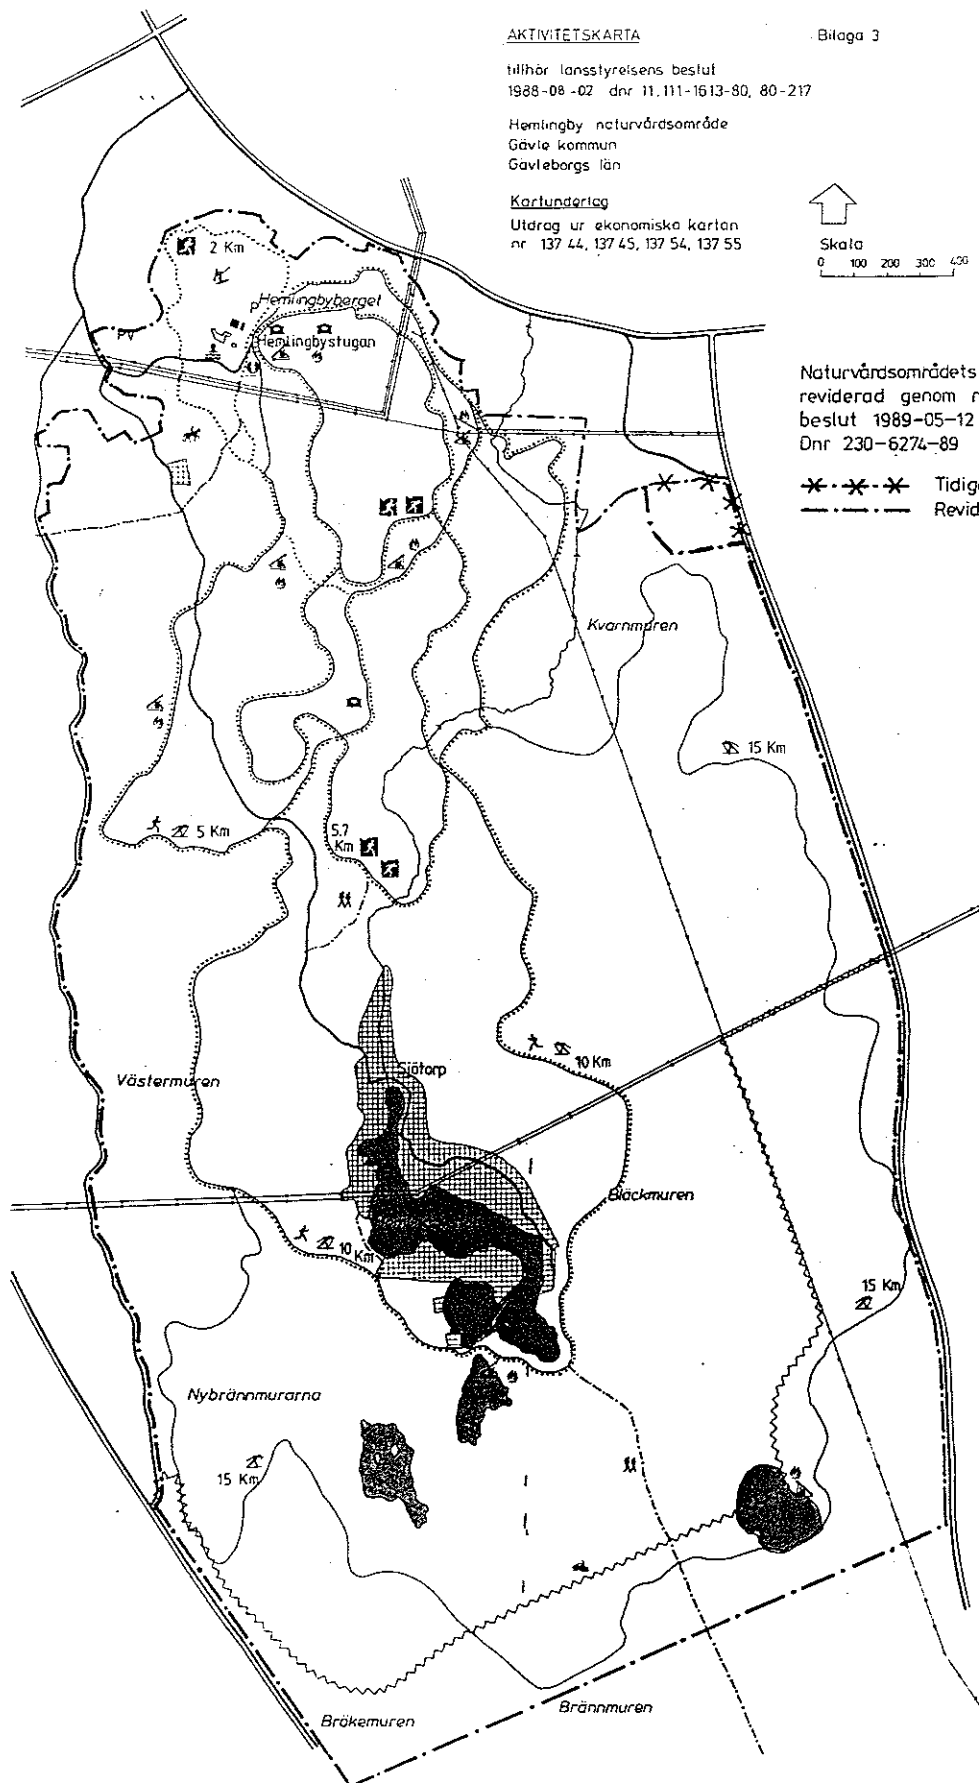 AKTIVITETSKARTA
Bilaga 3
tillhör länsstyrelsens beslut
1988-08-02 dnr 11.111-1613-80, 80-217
Hemlingby naturvårdsområde
Gävle kommun
Gävleborgs län
Kartunderlag
Utdrag ur ekonomiska kartan
nr 137 44, 137 45, 137 54, 137 55
Skala
0 100 200 300 400
2 Km
P Hemlingbyberget
PV
Hemlingbystugan
Naturvårdsområdets
reviderad genom r
beslut 1989-05-12
Dnr 230-6274-89
Tidig
Revid
Kvarnmuren
15 Km
5 Km
5.7
Km
10 Km
Sjötorp
Västermuren
Bläckmuren
10 Km
15 Km
Nybrännmurarna
15 Km
Brännmuren
Brökemuren